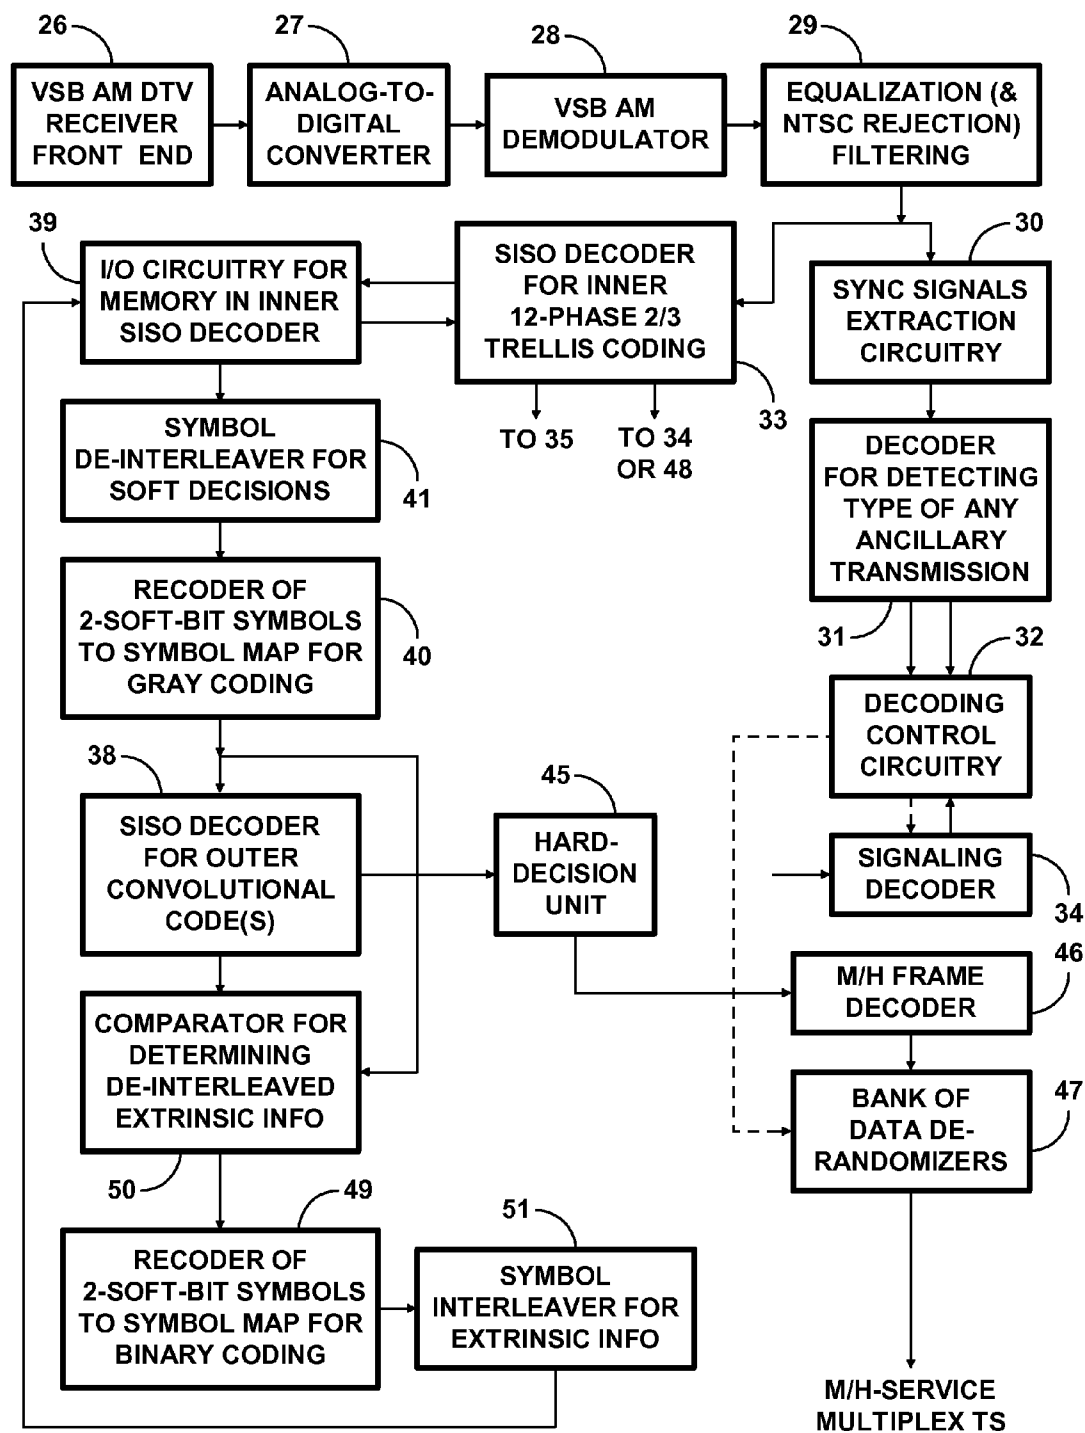 26
27
28
29
VSB AM DTV
RECEIVER
FRONT END
ANALOG-TO-
DIGITAL
CONVERTER
VSB AM
DEMODULATOR
EQUALIZATION (&
NTSC REJECTION)
FILTERING
39
I/O CIRCUITRY FOR
MEMORY IN INNER
SISO DECODER
SISO DECODER
FOR INNER
12-PHASE 2/3
TRELLIS CODING
33
TO 35
TO 34
OR 48
30
SYNC SIGNALS
EXTRACTION
CIRCUITRY
SYMBOL
DE-INTERLEAVER FOR
SOFT DECISIONS
41
DECODER
FOR DETECTING
TYPE OF ANY
ANCILLARY
TRANSMISSION
31
32
RECODER OF
2-SOFT-BIT SYMBOLS
TO SYMBOL MAP FOR
GRAY CODING
40
DECODING
CONTROL
CIRCUITRY
38
SISO DECODER
FOR OUTER
CONVOLUTIONAL
CODE(S)
45
HARD-
DECISION
UNIT
SIGNALING
DECODER
34
46
M/H FRAME
DECODER
COMPARATOR FOR
DETERMINING
DE-INTERLEAVED
EXTRINSIC INFO
50
47
BANK OF
DATA DE-
RANDOMIZERS
49
RECODER OF
2-SOFT-BIT SYMBOLS
TO SYMBOL MAP FOR
BINARY CODING
51
SYMBOL
INTERLEAVER FOR
EXTRINSIC INFO
M/H-SERVICE
MULTIPLEX TS